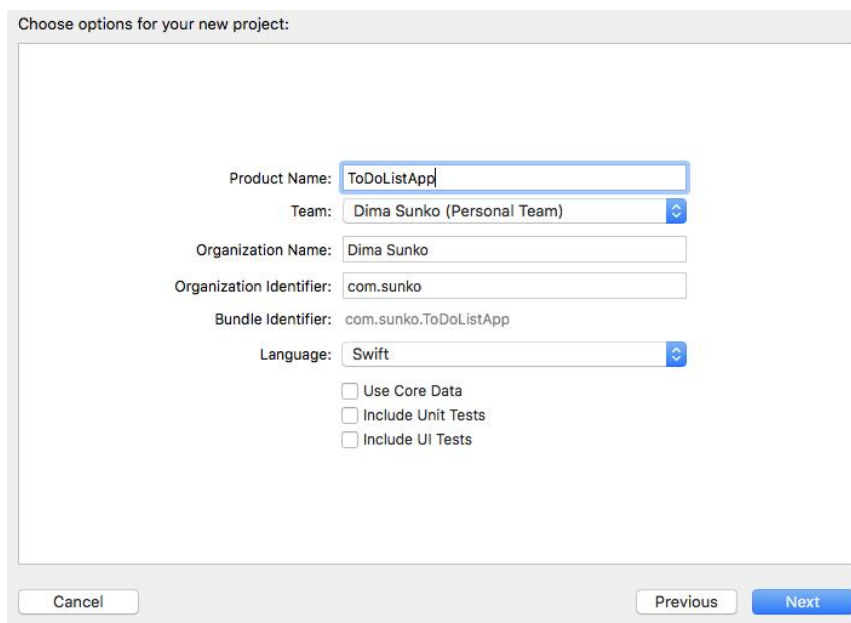 Choose options for your new project:
Product Name: ToDoListApp
Team: Dima Sunko (Personal Team)
Organization Name: Dima Sunko
Organization Identifier: com.sunko
Bundle Identifier: com.sunko.ToDoListApp
Language: Swift
Use Core Data
Include Unit Tests
Include UI Tests
Cancel Previous Next